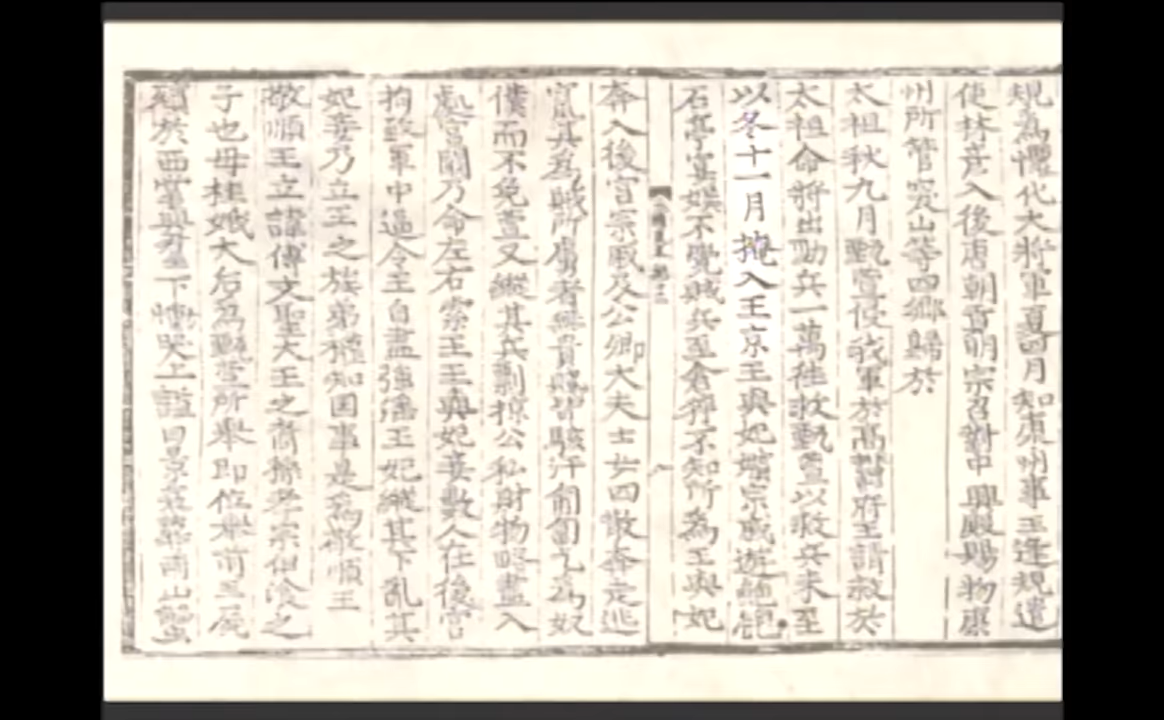 規爲懷化大將軍夏四月知康州事王逢規遣
使林彦入後唐朝貢明宗召對中興殿賜物康
州所管突山等四鄕歸於
太祖秋九月甄萱侵我軍於高鬱府王請救於
太祖命將出勁兵一萬往救甄萱以救兵未至
以冬十一月掩入王京王與妃嬪宗戚遊鮑
石亭宴娛不覺賊兵至倉猝不知所爲王與妃
奔入後宮宗戚及公卿大夫士女四散奔走逃
竄其爲賊所虜者無貴賤皆駭汗匍匐乞爲奴
僕而不免萱又縱其兵剽掠公私財物略盡入
處宮闕乃命左右索王王與妃妾數人在後宮
拘致軍中逼令王自盡強淫王妃縱其下亂其
妃妾乃立王之族弟權知国事是爲敬順王
敬順王立諱傅文聖大王之裔孫孝宗伊飡之
子也母桂娥大后爲甄萱所擧即位擧前王屍
殯於西堂與羣下慟哭上諡曰景哀葬南山蟹